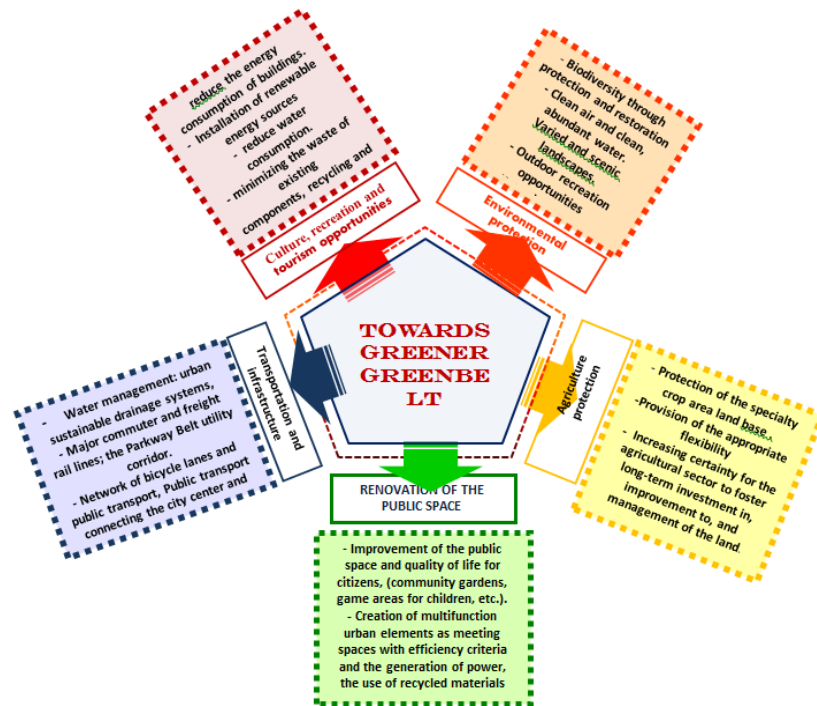 reduce the energy
consumption of buildings.
- Installation of renewable
energy sources
- reduce water
consumption.
- minimizing the waste of
existing
components, recycling and
Culture, recreation and
tourism opportunities
- Biodiversity through
protection and restoration
- Clean air and clean,
abundant water.
Varied and scenic
landscapes.
- Outdoor recreation
opportunities
Environmental
protection
TOWARDS
GREENER
GREENBE
LT
Transportation and
infrastructure
- Water management: urban
sustainable drainage systems,
- Major commuter and freight
rail lines; the Parkway Belt utility
corridor.
- Network of bicycle lanes and
public transport, Public transport
connecting the city center and
Agriculture
protection
- Protection of the specialty
crop area land base.
-Provision of the appropriate
flexibility
- Increasing certainty for the
agricultural sector to foster
long-term investment in,
improvement to, and
management of the land.
RENOVATION OF THE
PUBLIC SPACE
- Improvement of the public
space and quality of life for
citizens, (community gardens,
game areas for children, etc.).
- Creation of multifunction
urban elements as meeting
spaces with efficiency criteria
and the generation of power,
the use of recycled materials